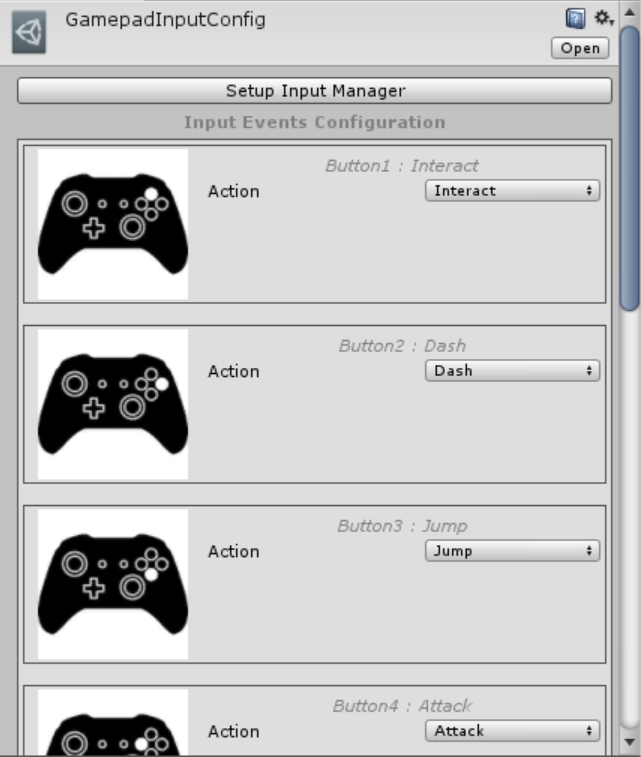 GamepadInputConfig
Open
Setup Input Manager
Input Events Configuration
Button1 : Interact
Action Interact
Button2 : Dash
Action Dash
Button3 : Jump
Action Jump
Button4 : Attack
Action Attack